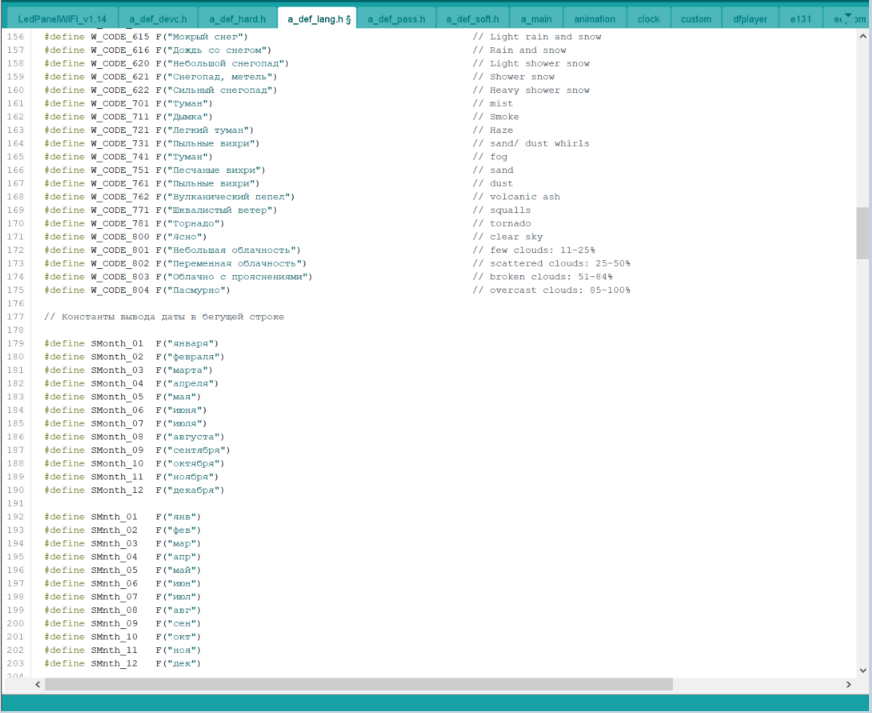 LedPanelWiFi_v1.14 a_def_devc.h a_def_hard.h a_def_lang.h § a_def_pass.h a_def_soft.h a_main animation clock custom dfplayer e131
156 #define W_CODE_615 F("Мокрый снег") // Light rain and snow
157 #define W_CODE_616 F("Дождь со снегом") // Rain and snow
158 #define W_CODE_620 F("Небольшой снегопад") // Light shower snow
159 #define W_CODE_621 F("Снегопад, метель") // Shower snow
160 #define W_CODE_622 F("Сильный снегопад") // Heavy shower snow
161 #define W_CODE_701 F("Туман") // mist
162 #define W_CODE_711 F("Дымка") // Smoke
163 #define W_CODE_721 F("Легкий туман") // Haze
164 #define W_CODE_731 F("Пыльные вихри") // sand/ dust whirls
165 #define W_CODE_741 F("Туман") // fog
166 #define W_CODE_751 F("Песчаные вихри") // sand
167 #define W_CODE_761 F("Пыльные вихри") // dust
168 #define W_CODE_762 F("Вулканический пепел") // volcanic ash
169 #define W_CODE_771 F("Шквалистый ветер") // squalls
170 #define W_CODE_781 F("Торнадо") // tornado
171 #define W_CODE_800 F("Ясно") // clear sky
172 #define W_CODE_801 F("Небольшая облачность") // few clouds: 11-25%
173 #define W_CODE_802 F("Переменная облачность") // scattered clouds: 25-50%
174 #define W_CODE_803 F("Облачно с прояснениями") // broken clouds: 51-84%
175 #define W_CODE_804 F("Пасмурно") // overcast clouds: 85-100%
176
177 // Константы вывода даты в бегущей строке
178
179 #define SMonth_01 F("января")
180 #define SMonth_02 F("февраля")
181 #define SMonth_03 F("марта")
182 #define SMonth_04 F("апреля")
183 #define SMonth_05 F("мая")
184 #define SMonth_06 F("июня")
185 #define SMonth_07 F("июля")
186 #define SMonth_08 F("августа")
187 #define SMonth_09 F("сентября")
188 #define SMonth_10 F("октября")
189 #define SMonth_11 F("ноября")
190 #define SMonth_12 F("декабря")
191
192 #define SMnth_01 F("янв")
193 #define SMnth_02 F("фев")
194 #define SMnth_03 F("мар")
195 #define SMnth_04 F("апр")
196 #define SMnth_05 F("май")
197 #define SMnth_06 F("июн")
198 #define SMnth_07 F("июл")
199 #define SMnth_08 F("авг")
200 #define SMnth_09 F("сен")
201 #define SMnth_10 F("окт")
202 #define SMnth_11 F("ноя")
203 #define SMnth_12 F("дек")
204